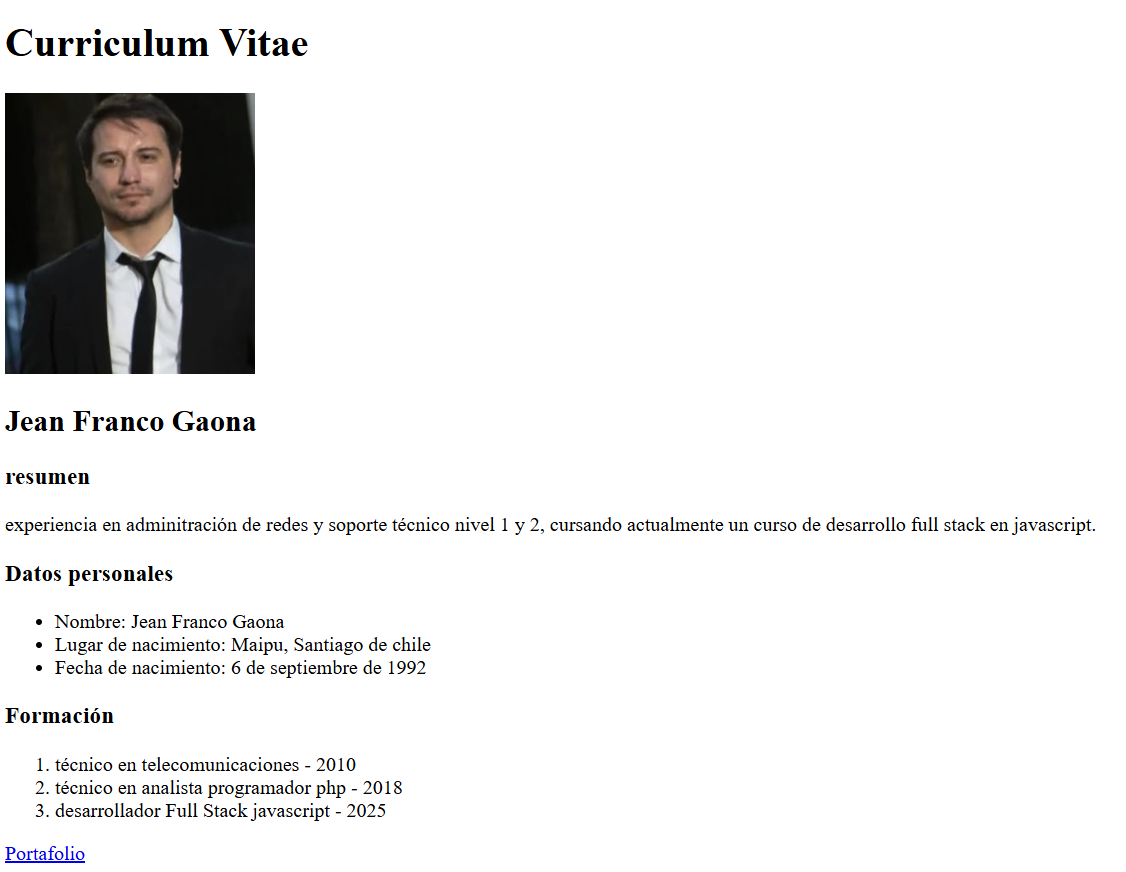 Curriculum Vitae
Jean Franco Gaona
resumen
experiencia en adminitración de redes y soporte técnico nivel 1 y 2, cursando actualmente un curso de desarrollo full stack en javascript.
Datos personales
• Nombre: Jean Franco Gaona
• Lugar de nacimiento: Maipu, Santiago de chile
• Fecha de nacimiento: 6 de septiembre de 1992
Formación
1. técnico en telecomunicaciones - 2010
2. técnico en analista programador php - 2018
3. desarrollador Full Stack javascript - 2025
Portafolio